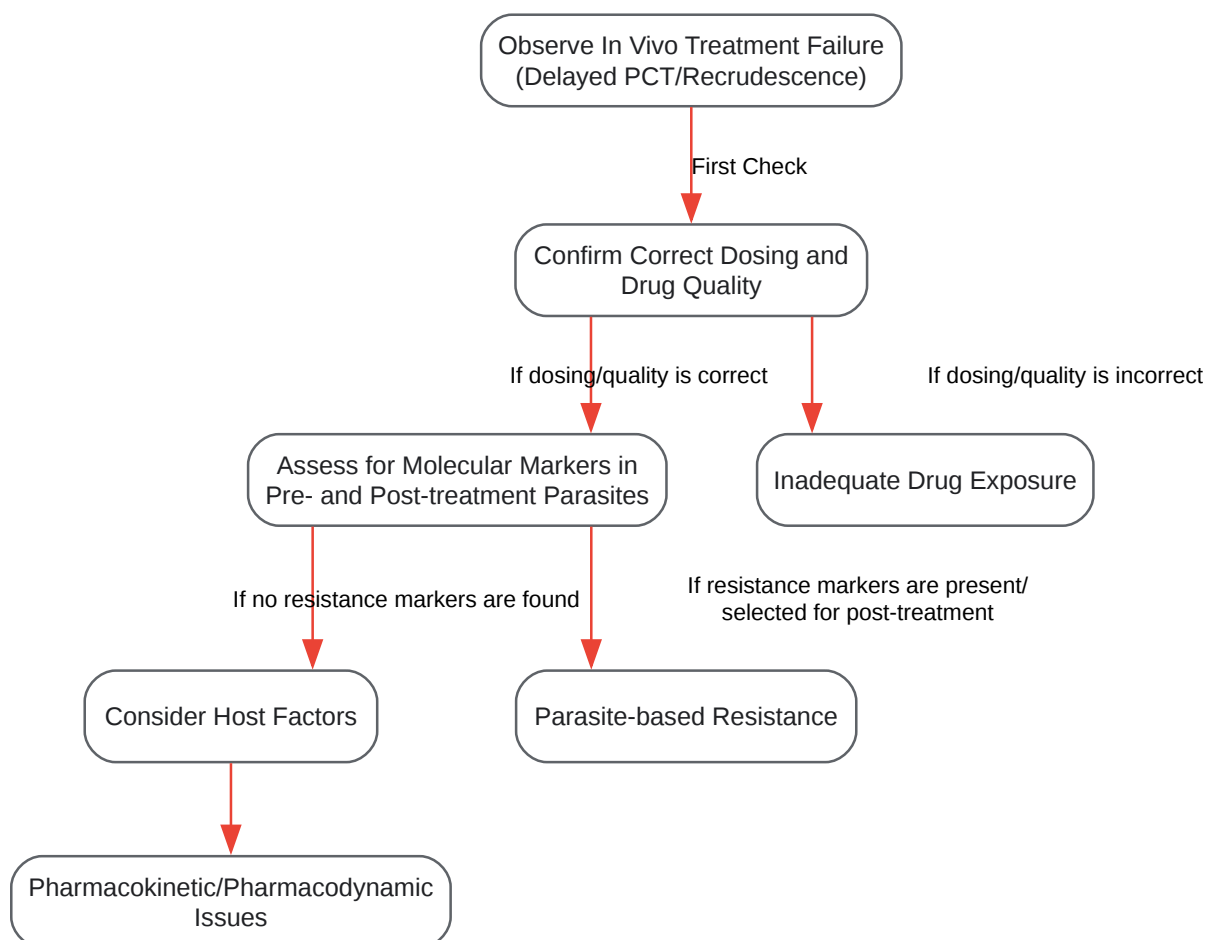 Observe In Vivo Treatment Failure
(Delayed PCT/Recrudescence)
First Check
Confirm Correct Dosing and
Drug Quality
If dosing/quality is correct
If dosing/quality is incorrect
Assess for Molecular Markers in
Pre- and Post-treatment Parasites
Inadequate Drug Exposure
If no resistance markers are found
If resistance markers are present/
selected for post-treatment
Consider Host Factors
Parasite-based Resistance
Pharmacokinetic/Pharmacodynamic
Issues